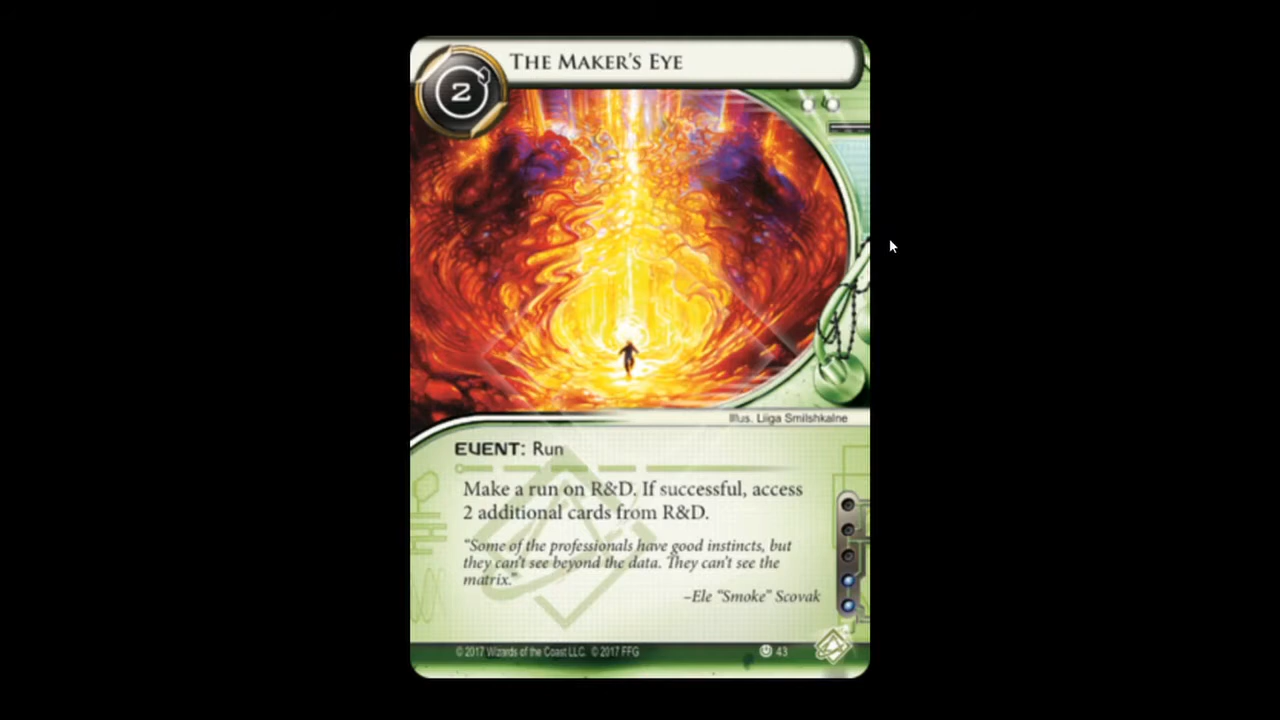 2
The Maker's Eye
Illus. Liiga Smilshkalne
EVENT: Run
Make a run on R&D. If successful, access
2 additional cards from R&D.
“Some of the professionals have good instincts, but
they can't see beyond the data. They can't see the
matrix.”
–Ele “Smoke” Scovak
© 2017 Wizards of the Coast LLC. © 2017 FFG
43